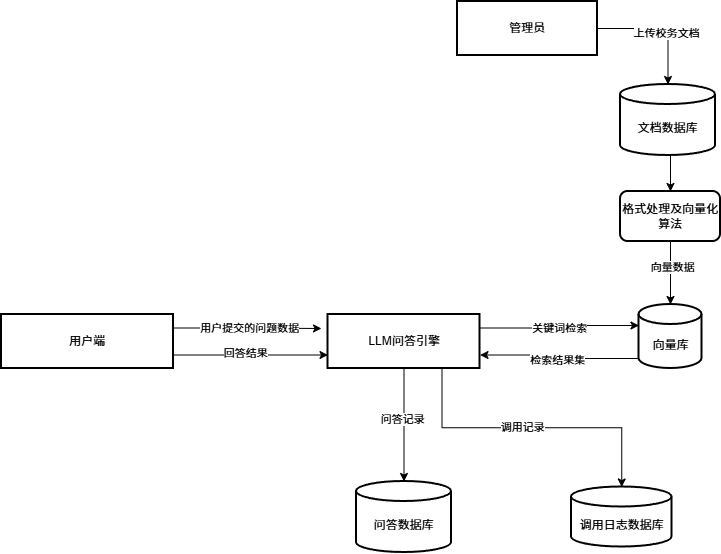 管理员
上传校务文档
文档数据库
格式处理及向量化
算法
向量数据
用户端
用户提交的问题数据
回答结果
LLM问答引擎
关键词检索
检索结果集
向量库
问答记录
调用记录
问答数据库
调用日志数据库